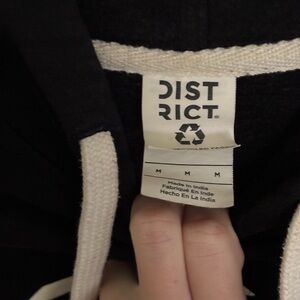 DIST
RICT
M M M
Made in India
Fabriqué En Inde
Hecho En La India